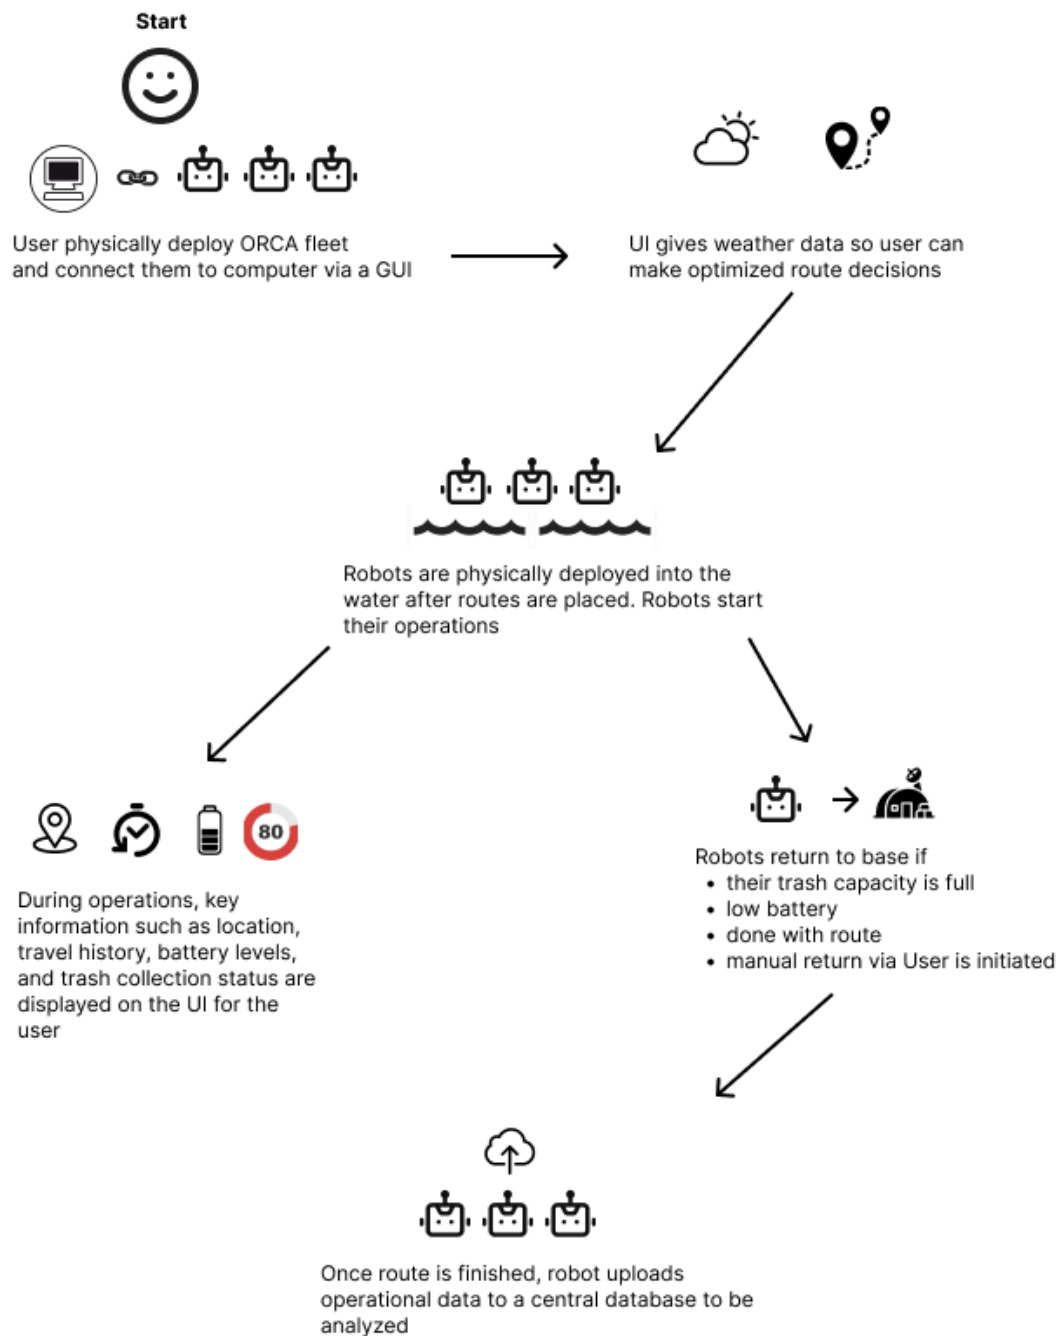 Start
User physically deploy ORCA fleet
and connect them to computer via a GUI
UI gives weather data so user can
make optimized route decisions
Robots are physically deployed into the
water after routes are placed. Robots start
their operations
80
During operations, key
information such as location,
travel history, battery levels,
and trash collection status are
displayed on the UI for the
user
Robots return to base if
• their trash capacity is full
• low battery
• done with route
• manual return via User is initiated
Once route is finished, robot uploads
operational data to a central database to be
analyzed